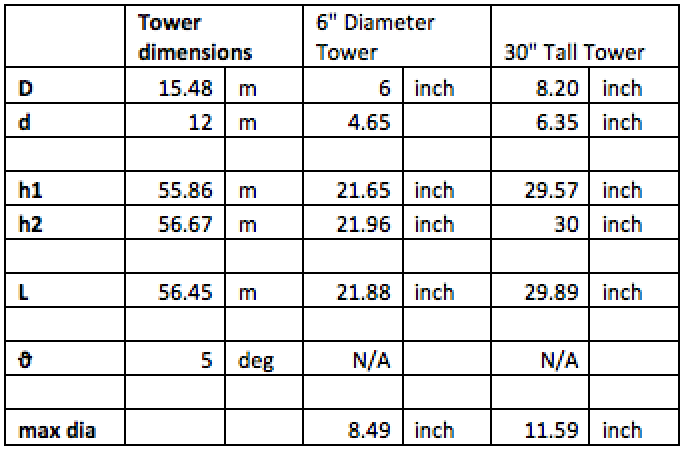 Tower dimensions 6" Diameter Tower 30" Tall Tower
D 15.48 m 6 inch 8.20 inch
d 12 m 4.65 6.35 inch
h1 55.86 m 21.65 inch 29.57 inch
h2 56.67 m 21.96 inch 30 inch
L 56.45 m 21.88 inch 29.89 inch
ϑ 5 deg N/A N/A
max dia 8.49 inch 11.59 inch